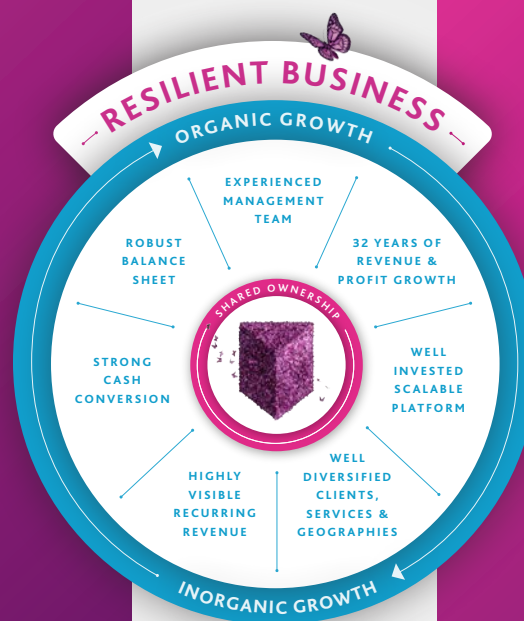 RESILIENT BUSINESS
ORGANIC GROWTH
EXPERIENCED
MANAGEMENT
TEAM
32 YEARS OF
REVENUE &
PROFIT GROWTH
WELL
INVESTED
SCALABLE
PLATFORM
WELL
DIVERSIFIED
CLIENTS,
SERVICES &
GEOGRAPHIES
HIGHLY
VISIBLE
RECURRING
REVENUE
STRONG
CASH
CONVERSION
ROBUST
BALANCE
SHEET
SHARED OWNERSHIP
INORGANIC GROWTH